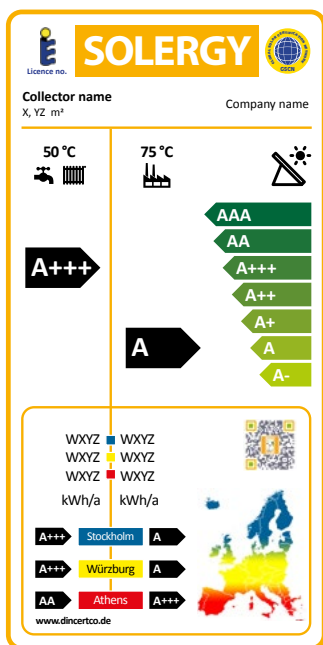 SOLERGY
Licence no.
GSCN
Collector name
Company name
X, YZ m²
50 °C
75 °C
AAA
AA
A+++
A+++
A++
A+
A
A
A-
WXYZ WXYZ
WXYZ WXYZ
WXYZ WXYZ
kWh/a kWh/a
A+++ Stockholm A
A+++ Würzburg A
AA Athens A+++
www.dincertco.de